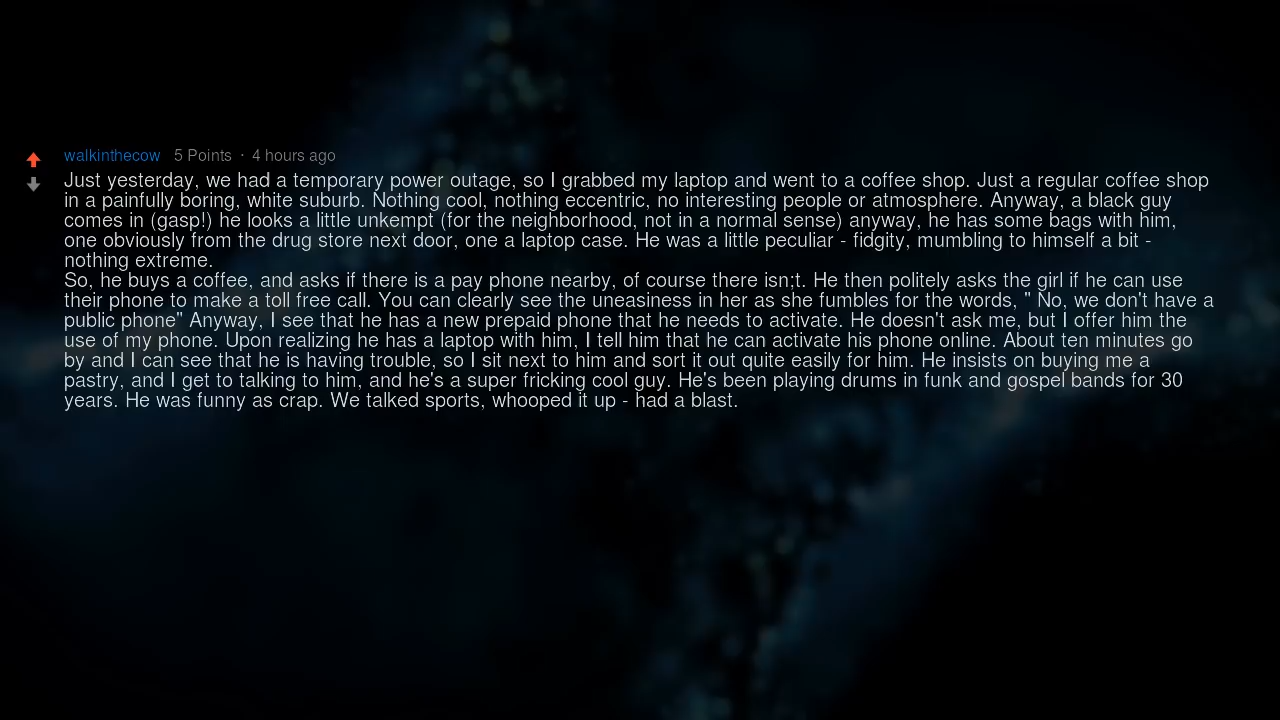 walkinthecow 5 Points · 4 hours ago
Just yesterday, we had a temporary power outage, so I grabbed my laptop and went to a coffee shop. Just a regular coffee shop
in a painfully boring, white suburb. Nothing cool, nothing eccentric, no interesting people or atmosphere. Anyway, a black guy
comes in (gasp!) he looks a little unkempt (for the neighborhood, not in a normal sense) anyway, he has some bags with him,
one obviously from the drug store next door, one a laptop case. He was a little peculiar - fidgity, mumbling to himself a bit -
nothing extreme.
So, he buys a coffee, and asks if there is a pay phone nearby, of course there isn;t. He then politely asks the girl if he can use
their phone to make a toll free call. You can clearly see the uneasiness in her as she fumbles for the words, " No, we don't have a
public phone" Anyway, I see that he has a new prepaid phone that he needs to activate. He doesn't ask me, but I offer him the
use of my phone. Upon realizing he has a laptop with him, I tell him that he can activate his phone online. About ten minutes go
by and I can see that he is having trouble, so I sit next to him and sort it out quite easily for him. He insists on buying me a
pastry, and I get to talking to him, and he's a super fricking cool guy. He's been playing drums in funk and gospel bands for 30
years. He was funny as crap. We talked sports, whooped it up - had a blast.